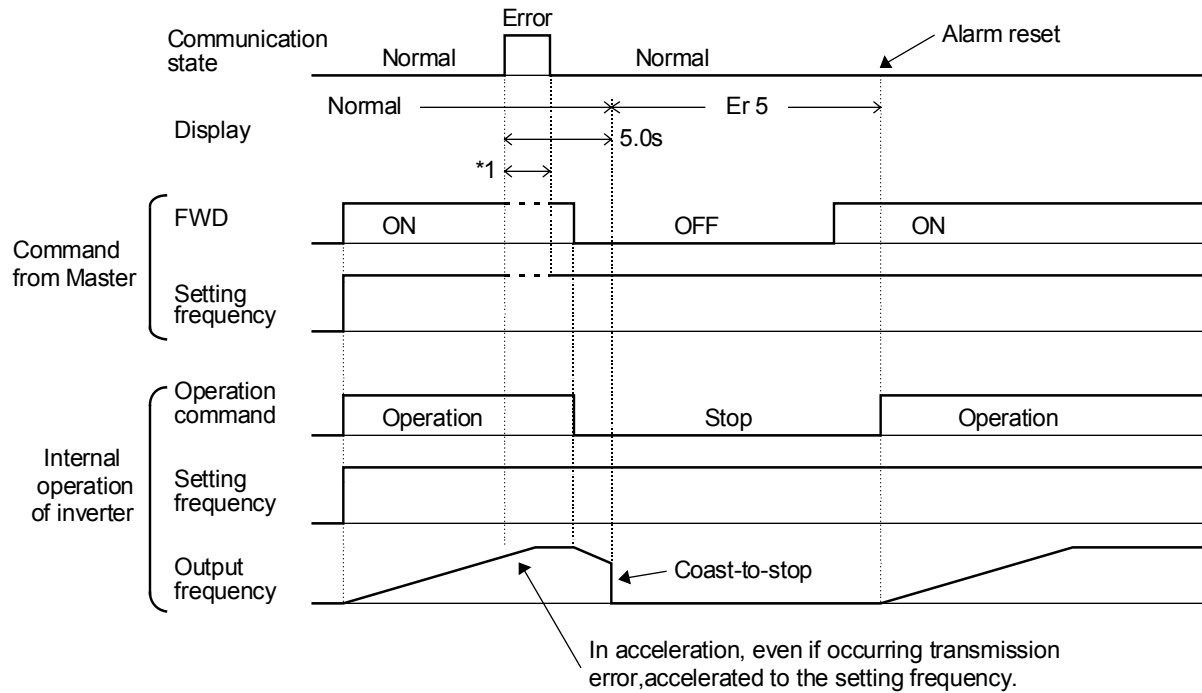 Error
Communication
state
Normal
Normal
Alarm reset
Display
Normal
Er 5
5.0s
*1
Command
from Master
FWD
ON
OFF
ON
Setting
frequency
Internal
operation
of inverter
Operation
command
Operation
Stop
Operation
Setting
frequency
Output
frequency
Coast-to-stop
In acceleration, even if occurring transmission
error,accelerated to the setting frequency.